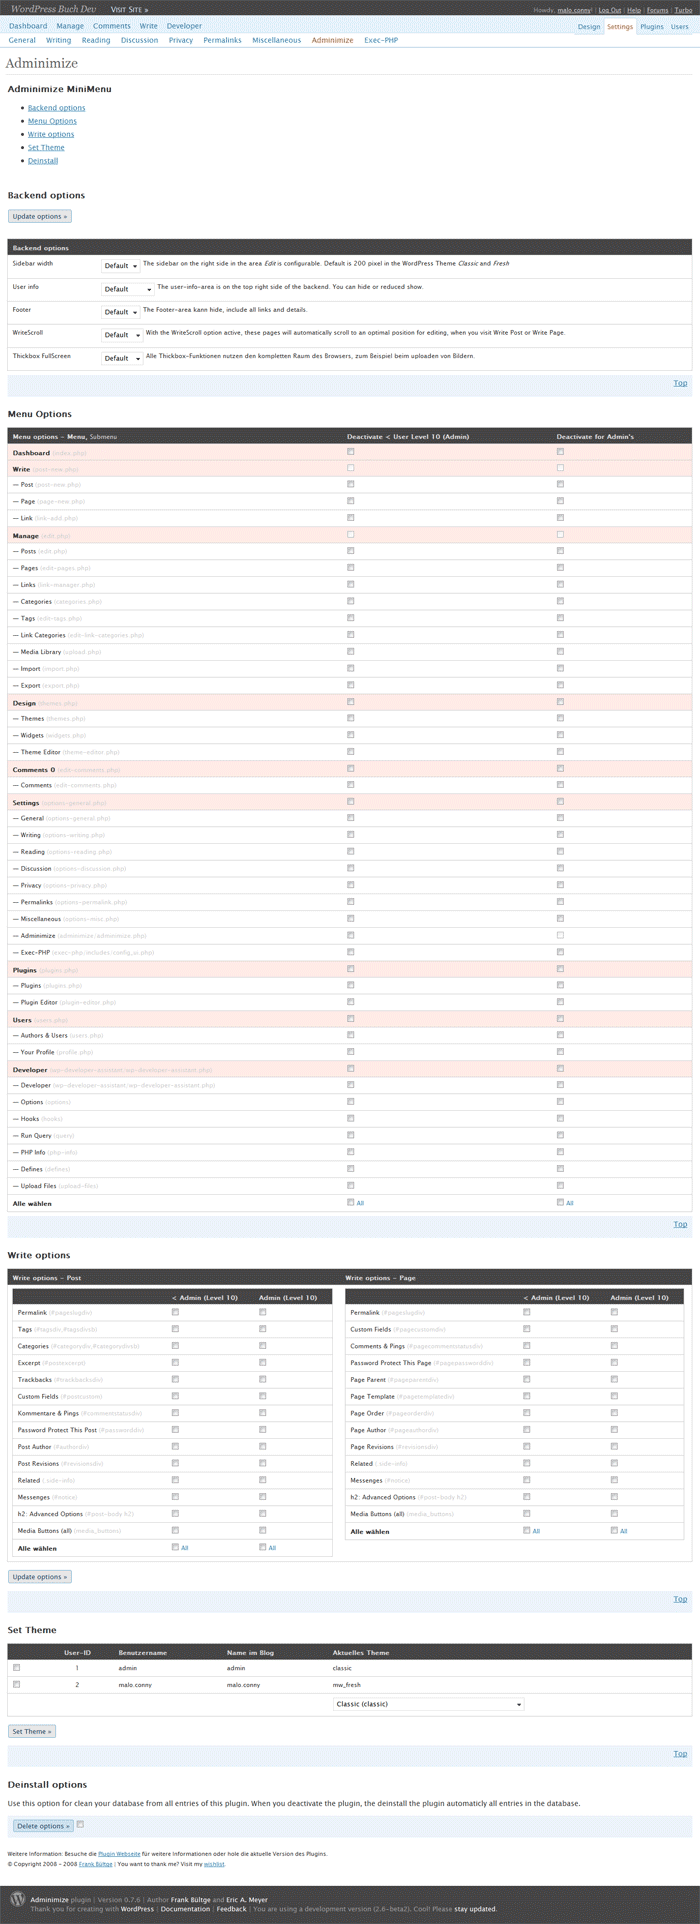 WordPress Buch Dev VISIT SITE »
Howdy, malo.conny! | Log Out | Help | Forums | Turbo
Dashboard Manage Comments Write Developer
Design Settings Plugins Users
General Writing Reading Discussion Privacy Permalinks Miscellaneous Adminimize Exec-PHP
Adminimize
Adminimize MiniMenu
Backend options
Menu Options
Write options
Set Theme
Deinstall
Backend options
Update options »
Backend options
Sidebar width Default The sidebar on the right side in the area Edit is configurable. Default is 200 pixel in the WordPress Theme Classic and Fresh
User info Default The user-info-area is on the top right side of the backend. You can hide or reduced show.
Footer Default The Footer-area kann hide, include all links and details.
WriteScroll Default With the WriteScroll option active, these pages will automatically scroll to an optimal position for editing, when you visit Write Post or Write Page.
Thickbox FullScreen Default Alle Thickbox-Funktionen nutzen den kompletten Raum des Browsers, zum Beispiel beim uploaden von Bildern.
Top
Menu Options
Menu options - Menu, Submenu Deactivate < User Level 10 (Admin) Deactivate for Admin's
Dashboard (index.php)
Write (post-new.php)
— Post (post-new.php)
— Page (page-new.php)
— Link (link-add.php)
Manage (edit.php)
— Posts (edit.php)
— Pages (edit-pages.php)
— Links (link-manager.php)
— Categories (categories.php)
— Tags (edit-tags.php)
— Link Categories (edit-link-categories.php)
— Media Library (upload.php)
— Import (import.php)
— Export (export.php)
Design (themes.php)
— Themes (themes.php)
— Widgets (widgets.php)
— Theme Editor (theme-editor.php)
Comments 0 (edit-comments.php)
— Comments (edit-comments.php)
Settings (options-general.php)
— General (options-general.php)
— Writing (options-writing.php)
— Reading (options-reading.php)
— Discussion (options-discussion.php)
— Privacy (options-privacy.php)
— Permalinks (options-permalink.php)
— Miscellaneous (options-misc.php)
— Adminimize (adminimize/adminimize.php)
— Exec-PHP (exec-php/includes/config_ui.php)
Plugins (plugins.php)
— Plugins (plugins.php)
— Plugin Editor (plugin-editor.php)
Users (users.php)
— Authors & Users (users.php)
— Your Profile (profile.php)
Developer (wp-developer-assistant/wp-developer-assistant.php)
— Developer (wp-developer-assistant/wp-developer-assistant.php)
— Options (options)
— Hooks (hooks)
— Run Query (query)
— PHP Info (php-info)
— Defines (defines)
— Upload Files (upload-files)
Alle wählen All All
Top
Write options
Write options - Post
< Admin (Level 10) Admin (Level 10)
Permalink (#pageslugdiv)
Tags (#tagsdiv,#tagsdivsb)
Categories (#categorydiv,#categorydivsb)
Excerpt (#postexcerpt)
Trackbacks (#trackbacksdiv)
Custom Fields (#postcustom)
Kommentare & Pings (#commentstatusdiv)
Password Protect This Post (#passworddiv)
Post Author (#authordiv)
Post Revisions (#revisionsdiv)
Related (.side-info)
Messenges (#notice)
h2: Advanced Options (#post-body h2)
Media Buttons (all) (media_buttons)
Alle wählen All All
Write options - Page
< Admin (Level 10) Admin (Level 10)
Permalink (#pageslugdiv)
Custom Fields (#pagecustomdiv)
Comments & Pings (#pagecommentstatusdiv)
Password Protect This Page (#pagepassworddiv)
Page Parent (#pageparentdiv)
Page Template (#pagetemplatediv)
Page Order (#pageorderdiv)
Page Author (#pageauthordiv)
Page Revisions (#revisionsdiv)
Related (.side-info)
Messenges (#notice)
h2: Advanced Options (#post-body h2)
Media Buttons (all) (media_buttons)
Alle wählen All All
Update options »
Top
Set Theme
User-ID Benutzername Name im Blog Aktuelles Theme
1 admin admin classic
2 malo.conny malo.conny mw_fresh
Classic (classic)
Set Theme »
Top
Deinstall options
Use this option for clean your database from all entries of this plugin. When you deactivate the plugin, the deinstall the plugin automaticly all entries in the database.
Delete options »
Weitere Information: Besuche die Plugin Webseite für weitere Informationen oder hole die aktuelle Version des Plugins.
© Copyright 2008 - 2008 Frank Bültge | You want to thank me? Visit my wishlist.
Adminimize plugin | Version 0.7.6 | Author Frank Bültge and Eric A. Meyer
Thank you for creating with WordPress | Documentation | Feedback | You are using a development version (2.6-beta2). Cool! Please stay updated.